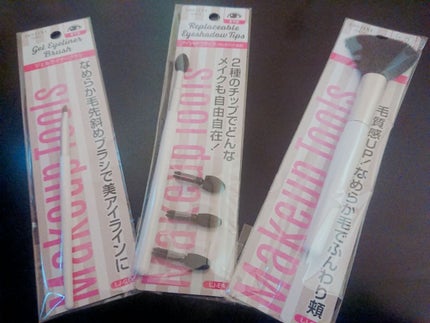 Gel Eyeliner
Brush
なめらか毛先斜めブラシで美アイラインに
Makeup Tools
Replaceable
Eyeshadow Tips
2種のチップでどんな
メイクも自由自在!
Makeup Tools
毛質感UP!なめらか毛でふんわり頬
Makeup Tools